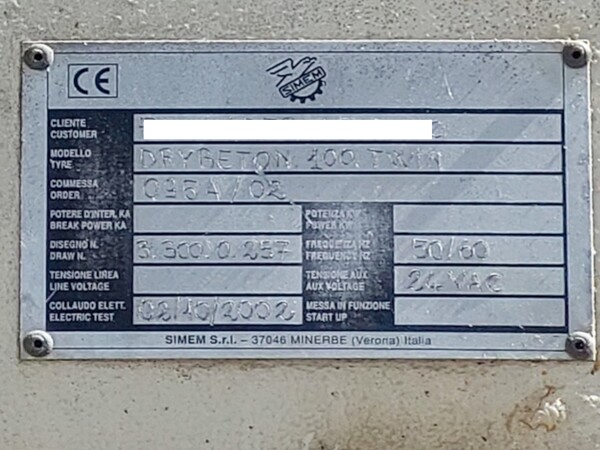 CE
SIMEM
CLIENTE
CUSTOMER
MODELLO
TYRE
DRYBETON 100 TWIN
COMMESSA
ORDER
095A/02
POTERE D'INTER. KA
BREAK POWER KA
POTENZA KW
POWER KW
DISEGNO N.
DRAW N.
3.300.0.257
FREQUENZA HZ
FREQUENCY HZ
50/60
TENSIONE LINEA
LINE VOLTAGE
TENSIONE AUX
AUX VOLTAGE
24 VAC
COLLAUDO ELETT.
ELECTRIC TEST
02/10/2002
MESSA IN FUNZIONE
START UP
SIMEM S.r.l. – 37046 MINERBE (Verona) Italia